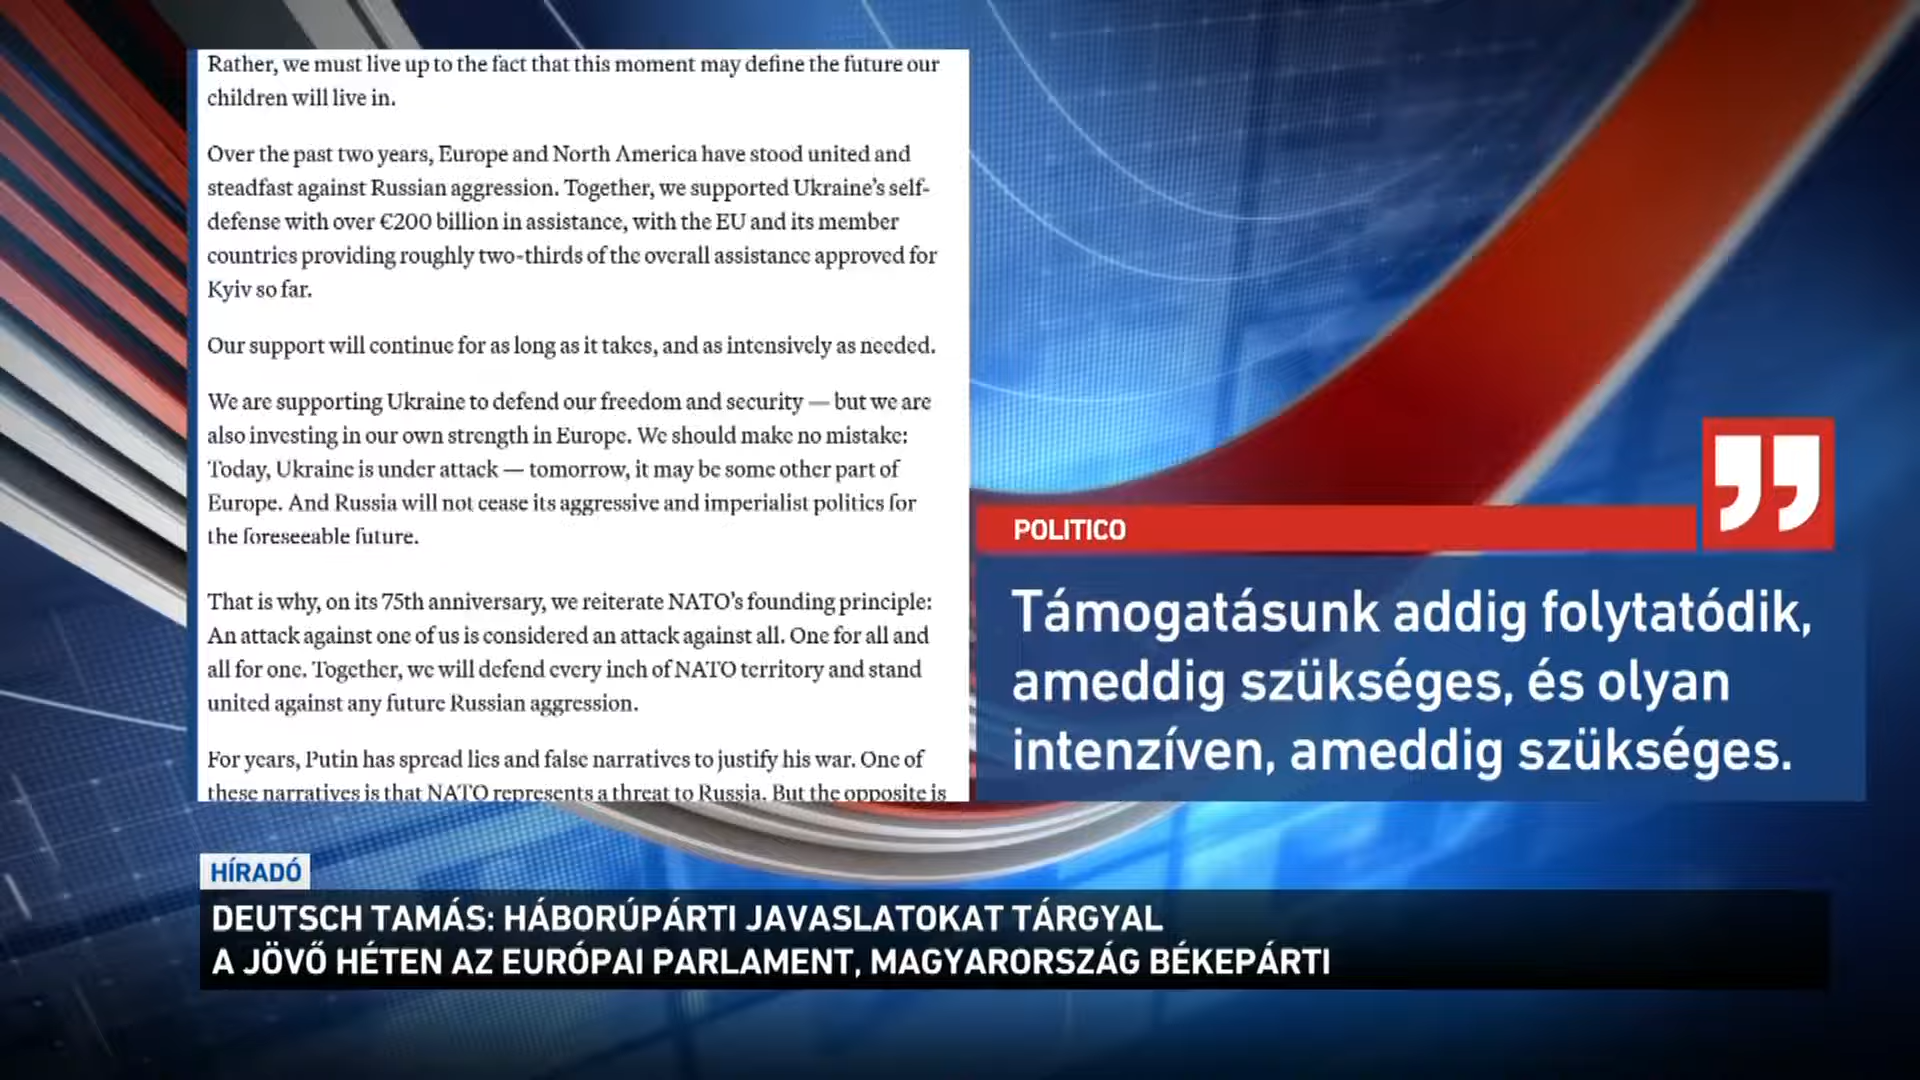 Rather, we must live up to the fact that this moment may define the future our
children will live in.
Over the past two years, Europe and North America have stood united and
steadfast against Russian aggression. Together, we supported Ukraine's self-
defense with over €200 billion in assistance, with the EU and its member
countries providing roughly two-thirds of the overall assistance approved for
Kyiv so far.
Our support will continue for as long as it takes, and as intensively as needed.
We are supporting Ukraine to defend our freedom and security — but we are
also investing in our own strength in Europe. We should make no mistake:
Today, Ukraine is under attack — tomorrow, it may be some other part of
Europe. And Russia will not cease its aggressive and imperialist politics for
the foreseeable future.
That is why, on its 75th anniversary, we reiterate NATO's founding principle:
An attack against one of us is considered an attack against all. One for all and
all for one. Together, we will defend every inch of NATO territory and stand
united against any future Russian aggression.
For years, Putin has spread lies and false narratives to justify his war. One of
these narratives is that NATO represents a threat to Russia. But the opposite is
POLITICO
Támogatásunk addig folytatódik,
ameddig szükséges, és olyan
intenzíven, ameddig szükséges.
HÍRADÓ
DEUTSCH TAMÁS: HÁBORÚPÁRTI JAVASLATOKAT TÁRGYAL
A JÖVŐ HÉTEN AZ EURÓPAI PARLAMENT, MAGYARORSZÁG BÉKEPÁRTI